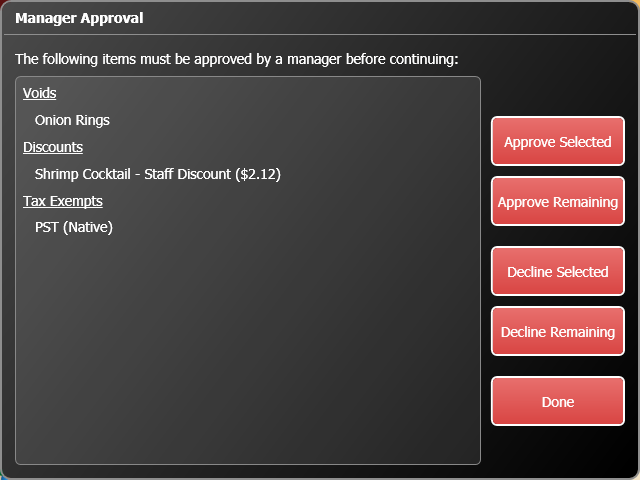 Manager Approval
The following items must be approved by a manager before continuing:
Voids
Onion Rings
Discounts
Shrimp Cocktail - Staff Discount ($2.12)
Tax Exempts
PST (Native)
Approve Selected
Approve Remaining
Decline Selected
Decline Remaining
Done